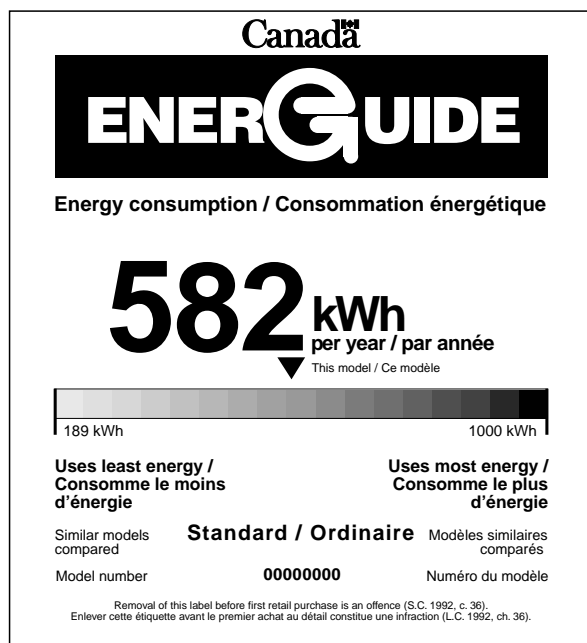 Canada
ENERGUIDE
Energy consumption / Consommation énergétique
582 kWh
per year / par année
This model / Ce modèle
189 kWh 1000 kWh
Uses least energy / Uses most energy /
Consomme le moins Consomme le plus
d'énergie d'énergie
Similar models Standard / Ordinaire Modèles similaires
compared comparés
Model number 00000000 Numéro du modèle
Removal of this label before first retail purchase is an offence (S.C. 1992, c. 36).
Enlever cette étiquette avant le premier achat au détail constitue une infraction (L.C. 1992, ch. 36).